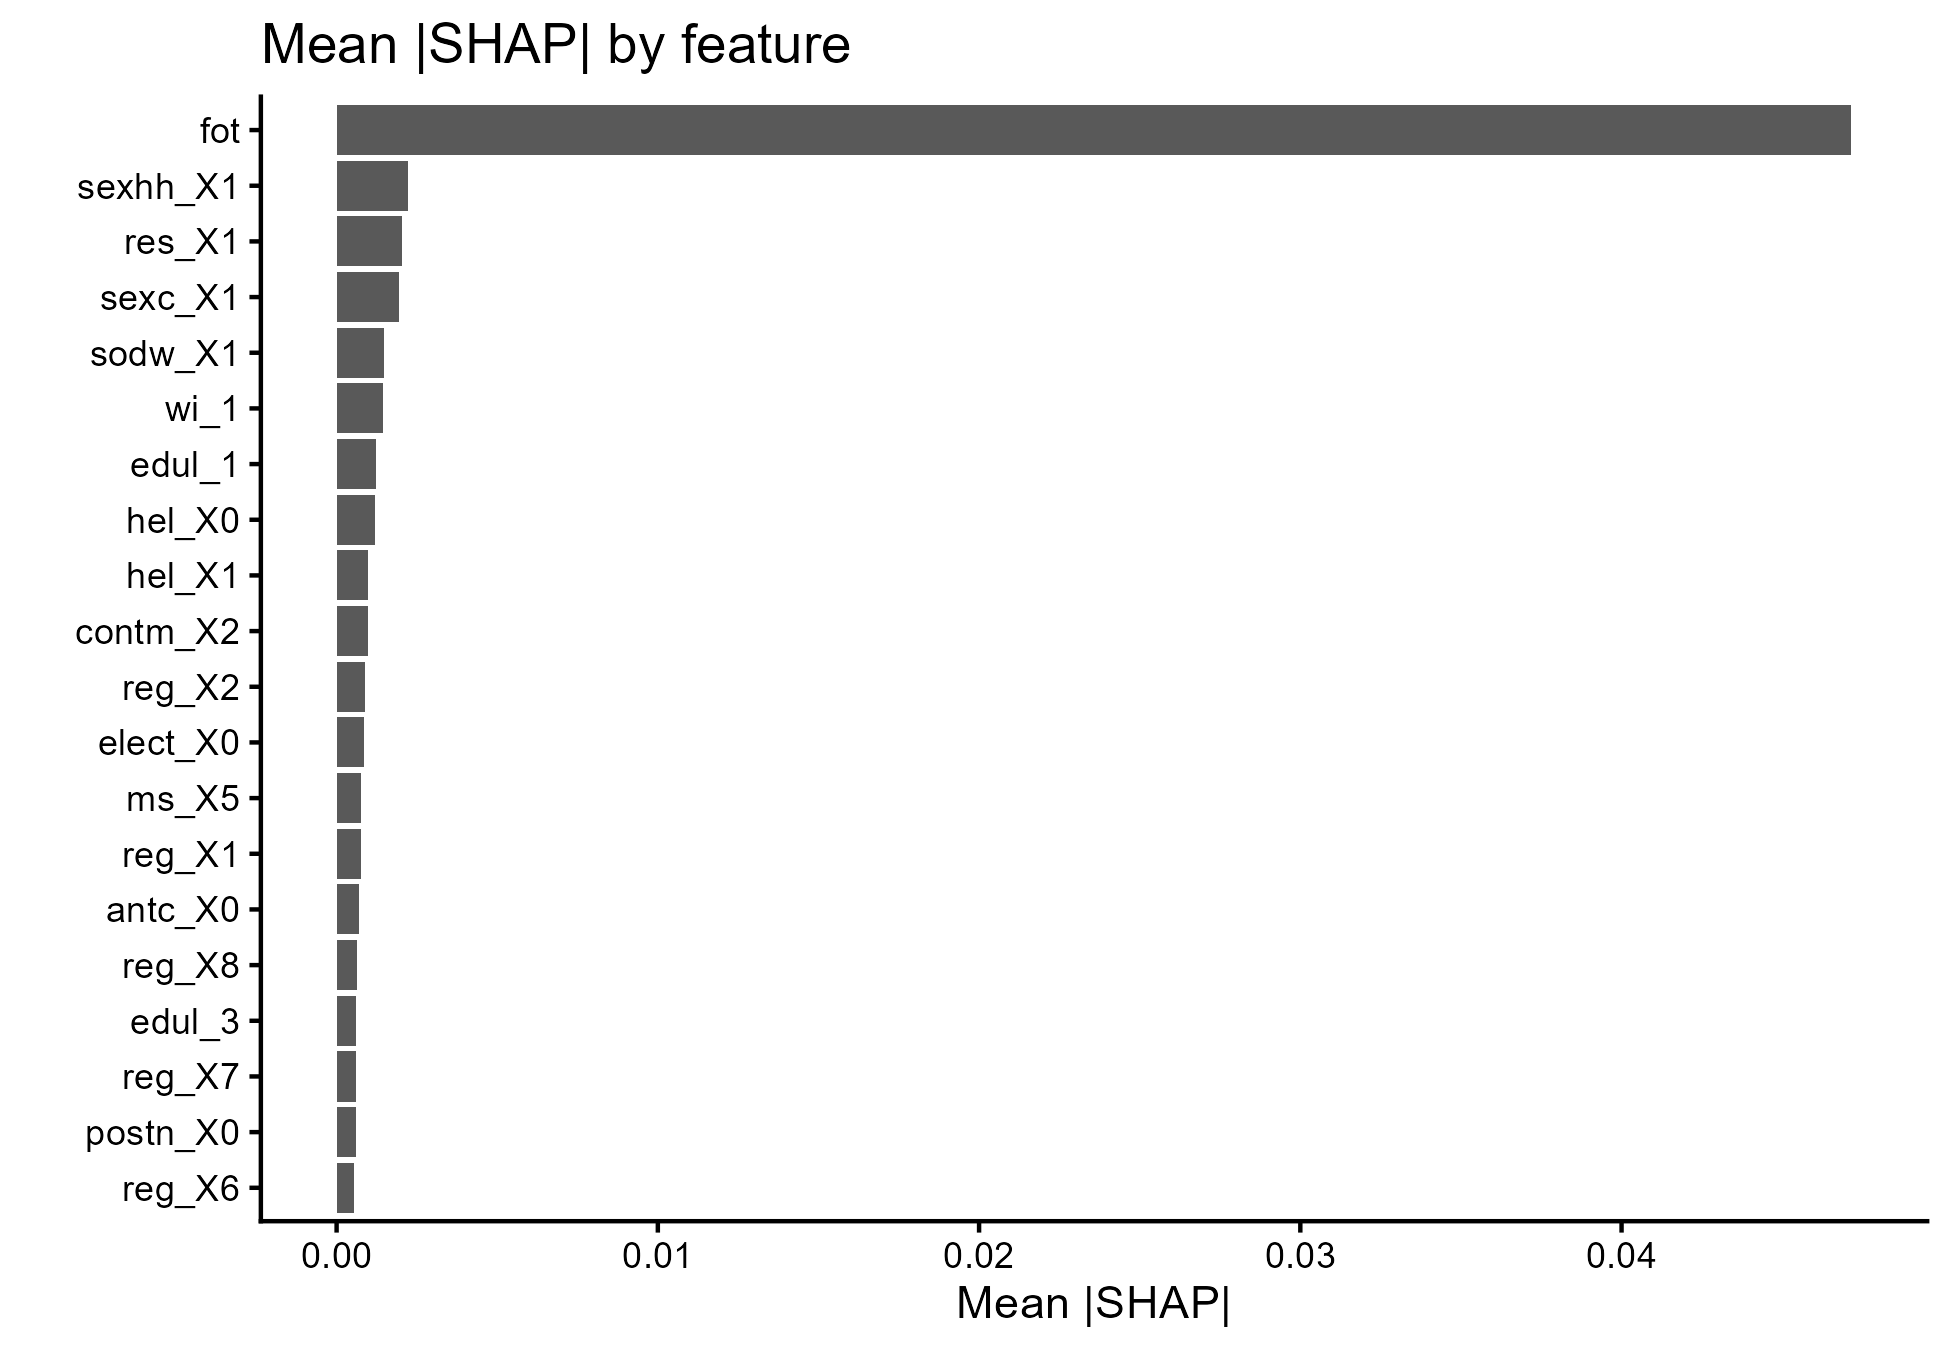 Mean |SHAP| by feature
fot
sexhh_X1
res_X1
sexc_X1
sodw_X1
wi_1
edul_1
hel_X0
hel_X1
contm_X2
reg_X2
elect_X0
ms_X5
reg_X1
antc_X0
reg_X8
edul_3
reg_X7
postn_X0
reg_X6
0.00 0.01 0.02 0.03 0.04
Mean |SHAP|